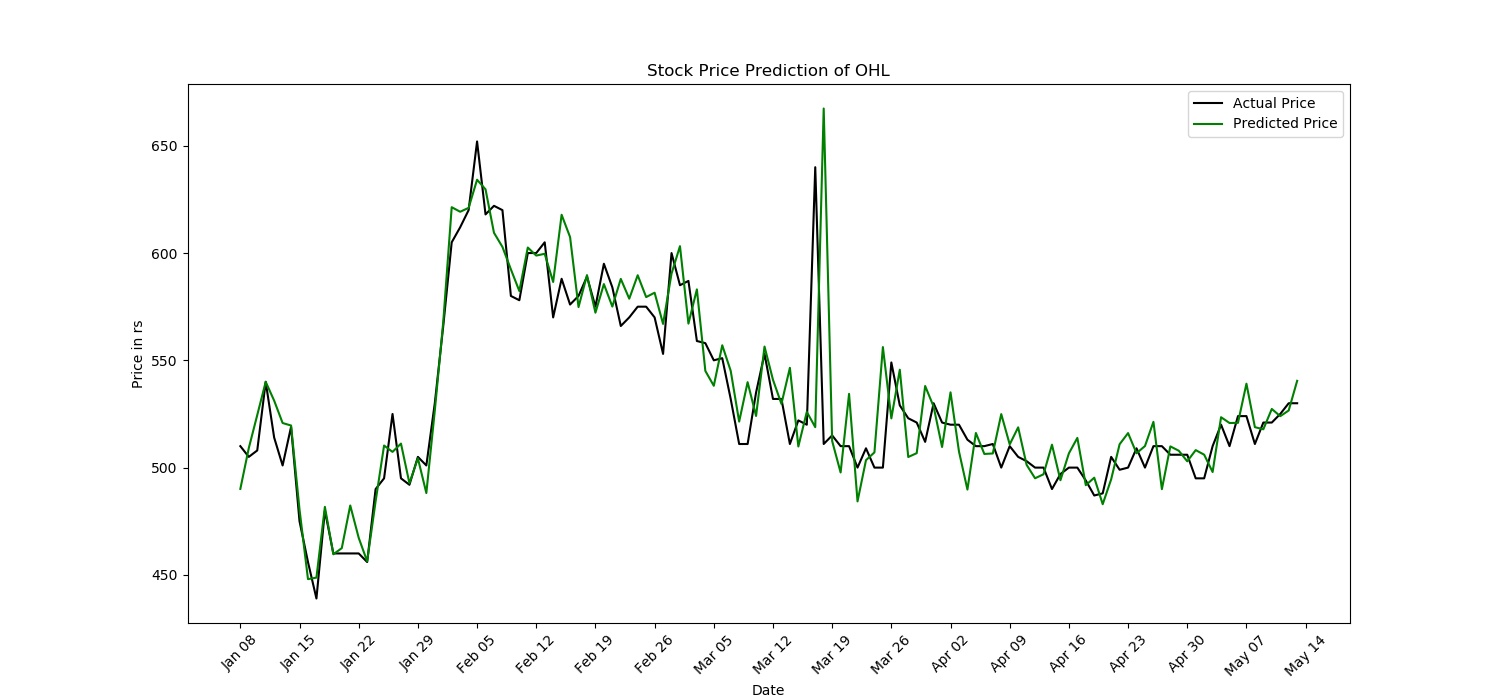 Stock Price Prediction of OHL
Actual Price
Predicted Price
Price in rs
650
600
550
500
450
Jan 08
Jan 15
Jan 22
Jan 29
Feb 05
Feb 12
Feb 19
Feb 26
Mar 05
Mar 12
Mar 19
Mar 26
Apr 02
Apr 09
Apr 16
Apr 23
Apr 30
May 07
May 14
Date